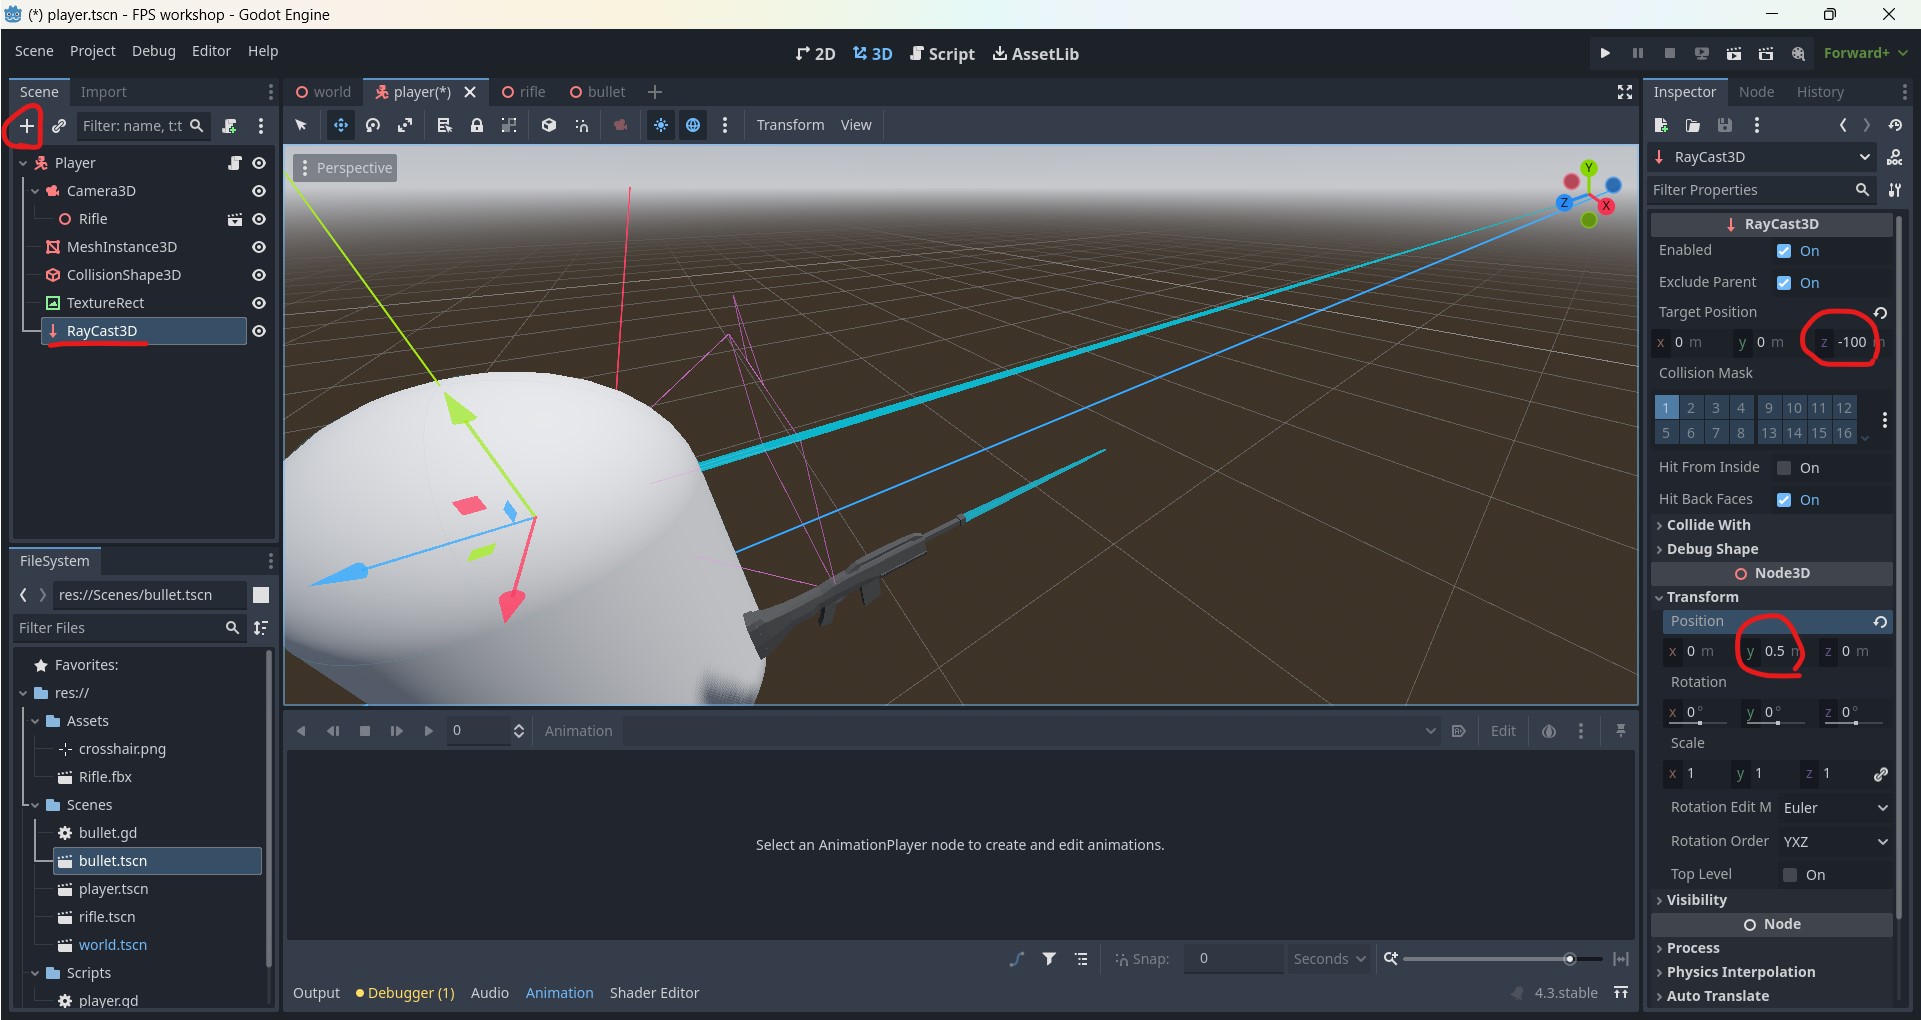 (*) player.tscn - FPS workshop - Godot Engine
Scene Project Debug Editor Help
2D 3D Script AssetLib
Forward+
Scene Import
Filter: name, t:t
Player
Camera3D
Rifle
MeshInstance3D
CollisionShape3D
TextureRect
RayCast3D
FileSystem
res://Scenes/bullet.tscn
Filter Files
Favorites:
res://
Assets
crosshair.png
Rifle.fbx
Scenes
bullet.gd
bullet.tscn
player.tscn
rifle.tscn
world.tscn
Scripts
player.gd
world player(*) rifle bullet
Transform View
Perspective
Y
Z X
0 Animation Edit
Select an AnimationPlayer node to create and edit animations.
Snap: 0 Seconds
Output Debugger (1) Audio Animation Shader Editor 4.3.stable
Inspector Node History
RayCast3D
Filter Properties
RayCast3D
Enabled On
Exclude Parent On
Target Position
x 0 m y 0 m z -100 m
Collision Mask
1 2 3 4 9 10 11 12
5 6 7 8 13 14 15 16
Hit From Inside On
Hit Back Faces On
Collide With
Debug Shape
Node3D
Transform
Position
x 0 m y 0.5 m z 0 m
Rotation
x 0° y 0° z 0°
Scale
x 1 y 1 z 1
Rotation Edit M Euler
Rotation Order YXZ
Top Level On
Visibility
Node
Process
Physics Interpolation
Auto Translate